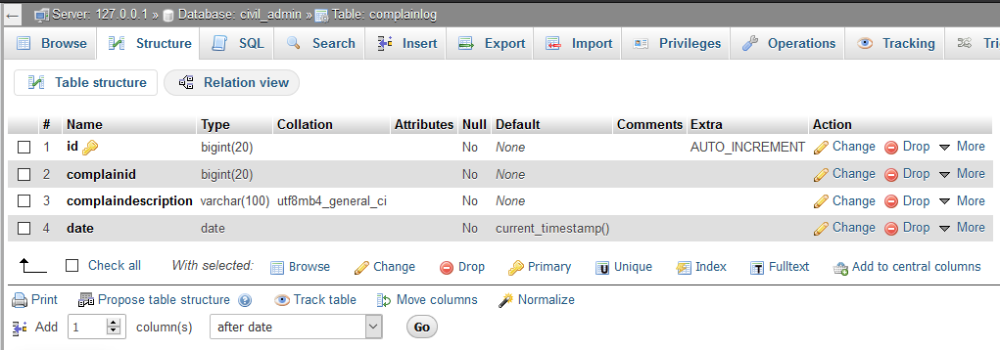 Server: 127.0.0.1 » Database: civil_admin » Table: complainlog
Browse Structure SQL Search Insert Export Import Privileges Operations Tracking Tri
Table structure Relation view
# Name Type Collation Attributes Null Default Comments Extra Action
1 id bigint(20) No None AUTO_INCREMENT Change Drop More
2 complainid bigint(20) No None Change Drop More
3 complaindescription varchar(100) utf8mb4_general_ci No None Change Drop More
4 date date No current_timestamp() Change Drop More
Check all With selected: Browse Change Drop Primary Unique Index Fulltext Add to central columns
Print Propose table structure Track table Move columns Normalize
Add 1 column(s) after date Go